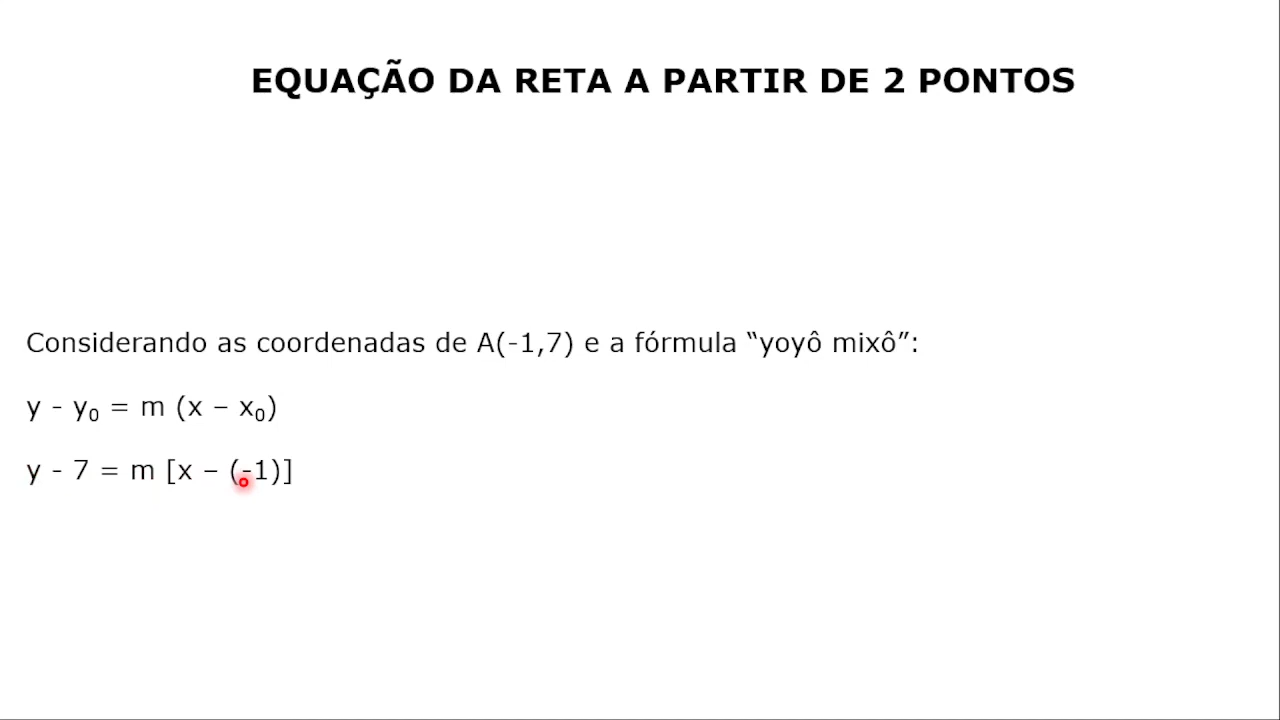 EQUAÇÃO DA RETA A PARTIR DE 2 PONTOS
Considerando as coordenadas de A(-1,7) e a fórmula “yoyô mixô”:
y - y₀ = m (x – x₀)
y - 7 = m [x – (-1)]